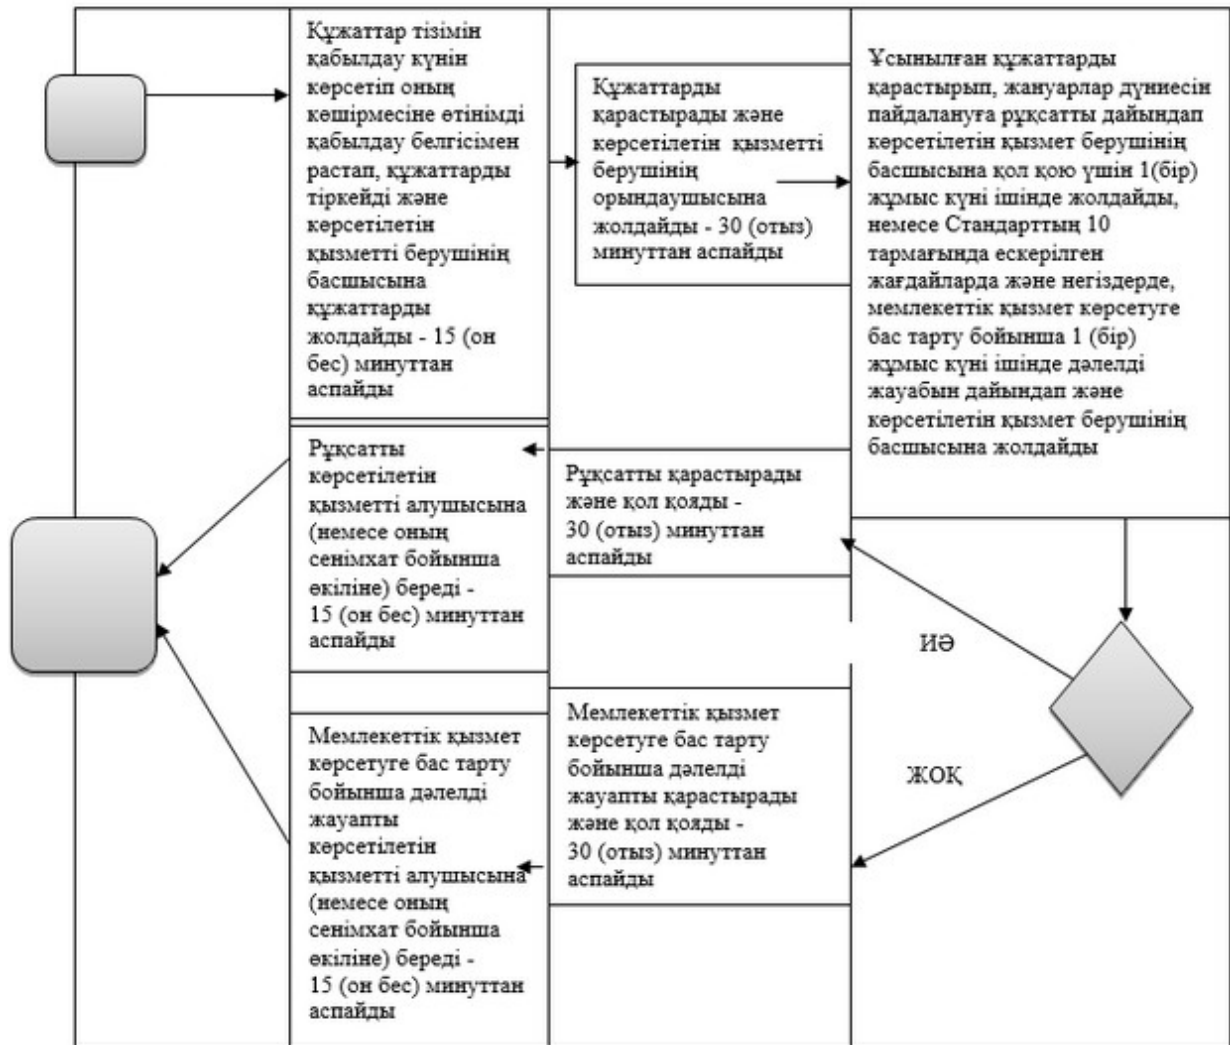 Құжаттар тізімін
қабылдау күнін
көрсетіп оның
көшірмесіне өтінімді
қабылдау белгісімен
растап, құжаттарды
тіркейді және
көрсетілетін
қызметті берушінің
басшысына
құжаттарды
жолдайды - 15 (он
бес) минуттан
аспайды
Құжаттарды
қарастырады және
көрсетілетін қызметті
берушінің
орындаушысына
жолдайды - 30 (отыз)
минуттан аспайды
Ұсынылған құжаттарды
қарастырып, жануарлар дүниесін
пайдалануға рұқсатты дайындап
көрсетілетін қызмет берушінің
басшысына қол қою үшін 1(бір)
жұмыс күні ішінде жолдайды,
немесе Стандарттың 10
тармағында ескерілген
жағдайларда және негіздерде,
мемлекеттік қызмет көрсетуге
бас тарту бойынша 1 (бір)
жұмыс күні ішінде дәлелді
жауабын дайындап және
көрсетілетін қызмет берушінің
басшысына жолдайды
Рұқсатты
көрсетілетін
қызметті алушысына
(немесе оның
сенімхат бойынша
өкіліне) береді -
15 (он бес) минуттан
аспайды
Рұқсатты қарастырады
және қол қояды -
30 (отыз) минуттан
аспайды
ИӘ
Мемлекеттік қызмет
көрсетуге бас тарту
бойынша дәлелді
жауапты
көрсетілетін
қызметті алушысына
(немесе оның
сенімхат бойынша
өкіліне) береді -
15 (он бес) минуттан
аспайды
Мемлекеттік қызмет
көрсетуге бас тарту
бойынша дәлелді
жауапты қарастырады
және қол қояды -
30 (отыз) минуттан
аспайды
ЖОҚ